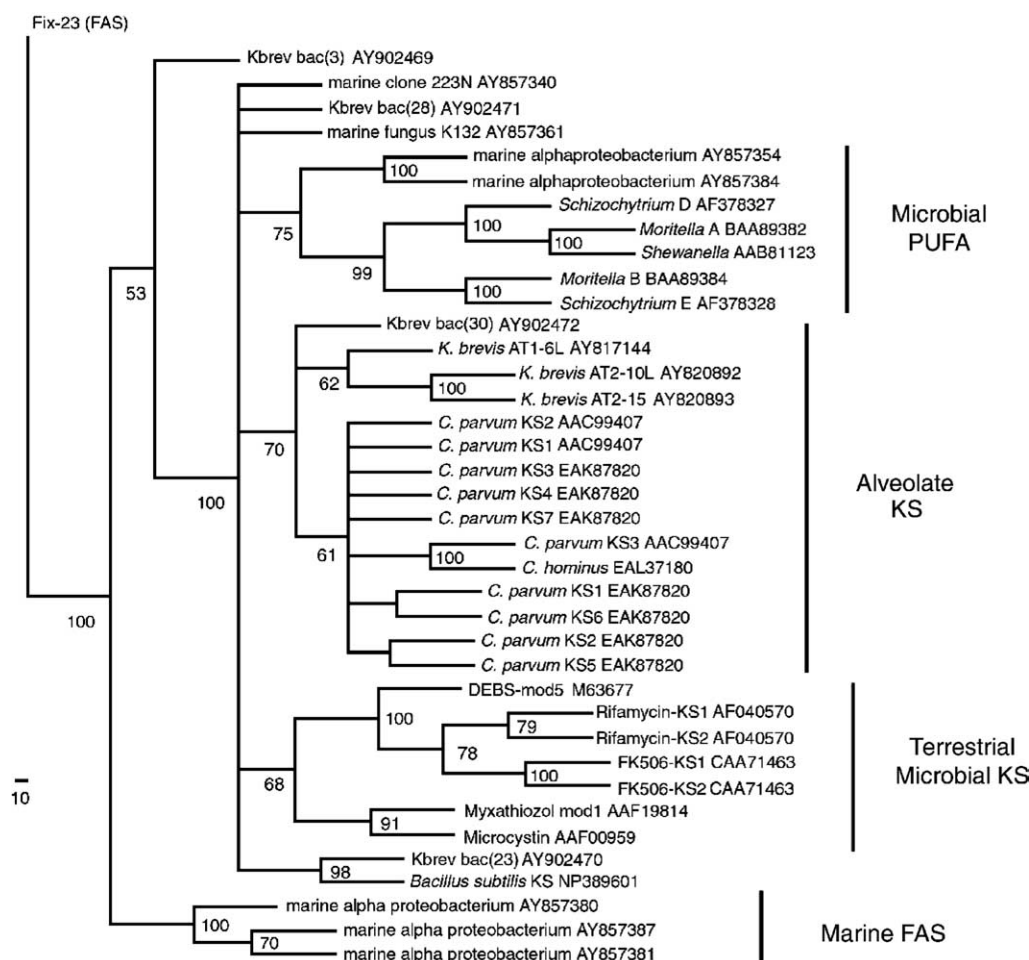 Fix-23 (FAS)
Kbrev bac(3) AY902469
marine clone 223N AY857340
Kbrev bac(28) AY902471
marine fungus K132 AY857361
marine alphaproteobacterium AY857354
100
marine alphaproteobacterium AY857384
Schizochytrium D AF378327
100
Moritella A BAA89382
75
100
Shewanella AAB81123
99
Moritella B BAA89384
100
Schizochytrium E AF378328
Microbial
PUFA
53
Kbrev bac(30) AY902472
K. brevis AT1-6L AY817144
62
K. brevis AT2-10L AY820892
100
K. brevis AT2-15 AY820893
70
C. parvum KS2 AAC99407
C. parvum KS1 AAC99407
C. parvum KS3 EAK87820
C. parvum KS4 EAK87820
C. parvum KS7 EAK87820
100
61
C. parvum KS3 AAC99407
100
C. hominus EAL37180
C. parvum KS1 EAK87820
C. parvum KS6 EAK87820
C. parvum KS2 EAK87820
C. parvum KS5 EAK87820
Alveolate
KS
100
DEBS-mod5 M63677
100
Rifamycin-KS1 AF040570
79
Rifamycin-KS2 AF040570
78
FK506-KS1 CAA71463
100
FK506-KS2 CAA71463
68
Myxathiozol mod1 AAF19814
91
Microcystin AAF00959
Terrestrial
Microbial KS
10
Kbrev bac(23) AY902470
98
Bacillus subtilis KS NP389601
marine alpha proteobacterium AY857380
100
marine alpha proteobacterium AY857387
70
marine alpha proteobacterium AY857381
Marine FAS